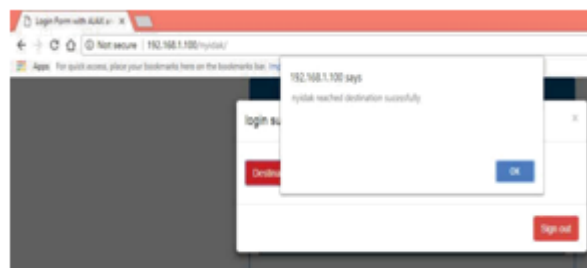 Login Form with AJAX a
Not secure | 192.168.1.100/nyidak/
Apps For quick access, place your bookmarks here on the bookmarks bar. Im
192.168.1.100 says
nyidak reached destination sucessfully
login su
Destina
OK
Sign out